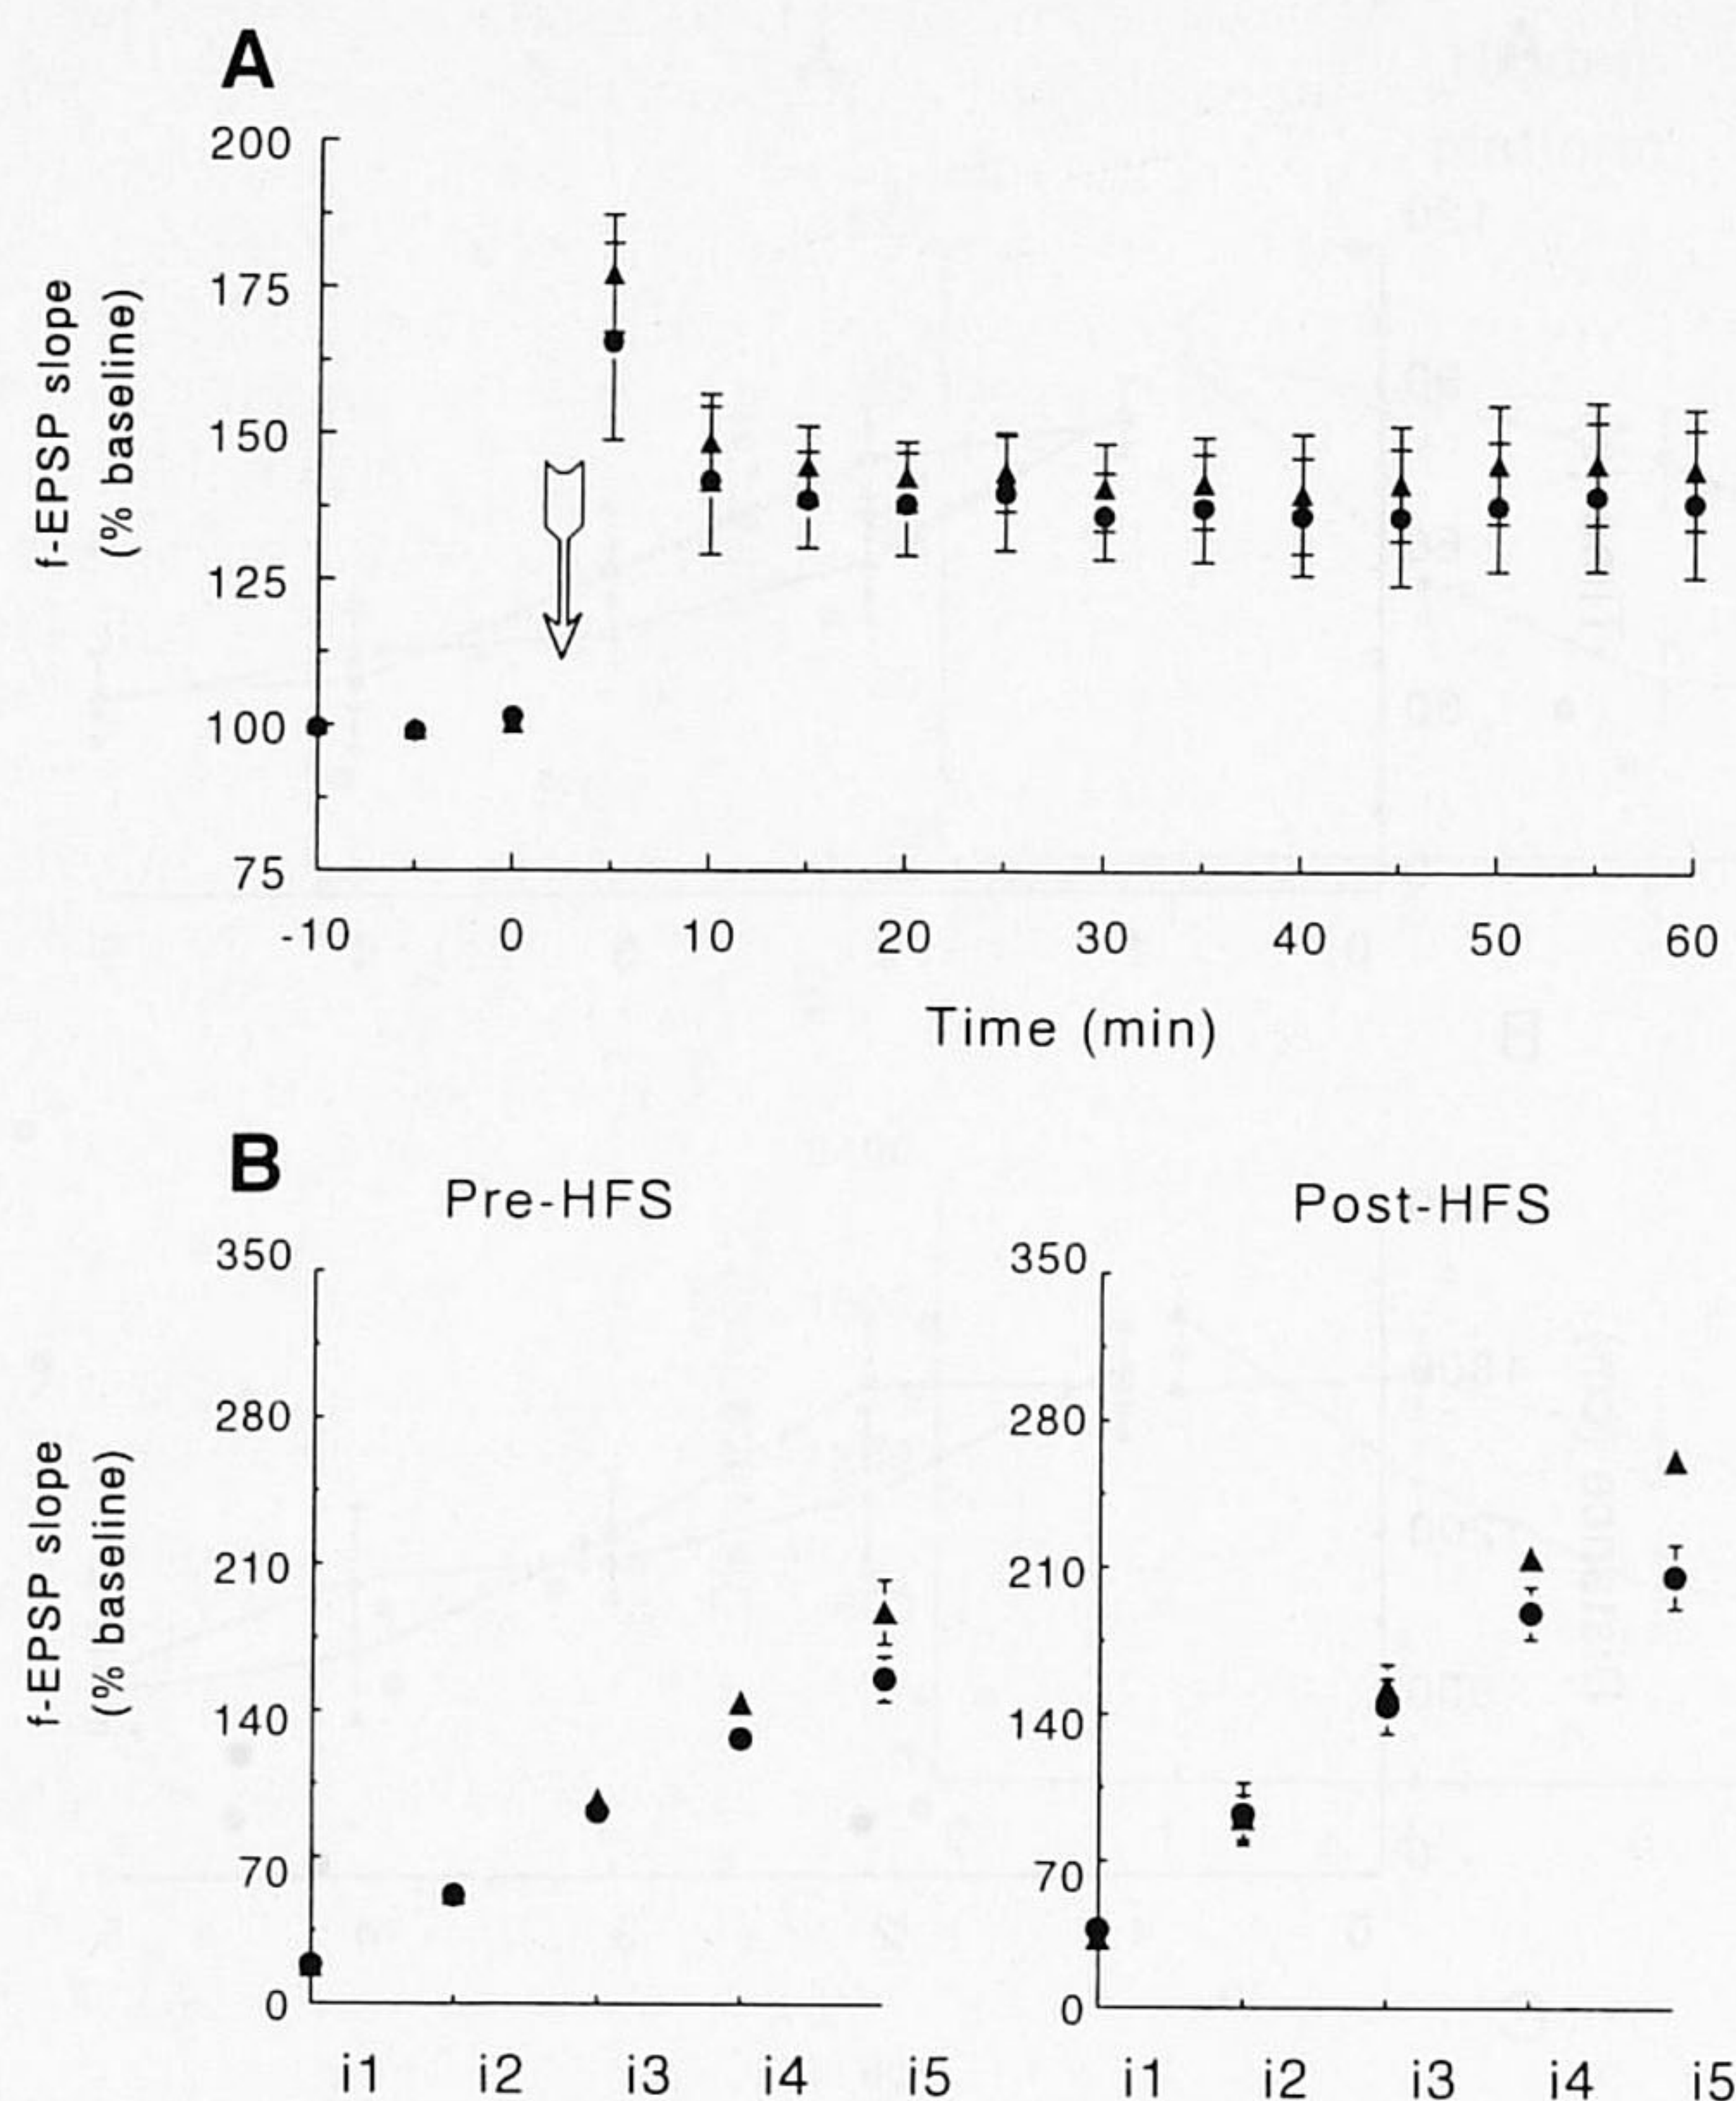 A
200
175
150
125
100
75
f-EPSP slope
(% baseline)
-10 0 10 20 30 40 50 60
Time (min)
B
Pre-HFS
Post-HFS
350
280
210
140
70
0
f-EPSP slope
(% baseline)
i1 i2 i3 i4 i5
350
280
210
140
70
0
i1 i2 i3 i4 i5